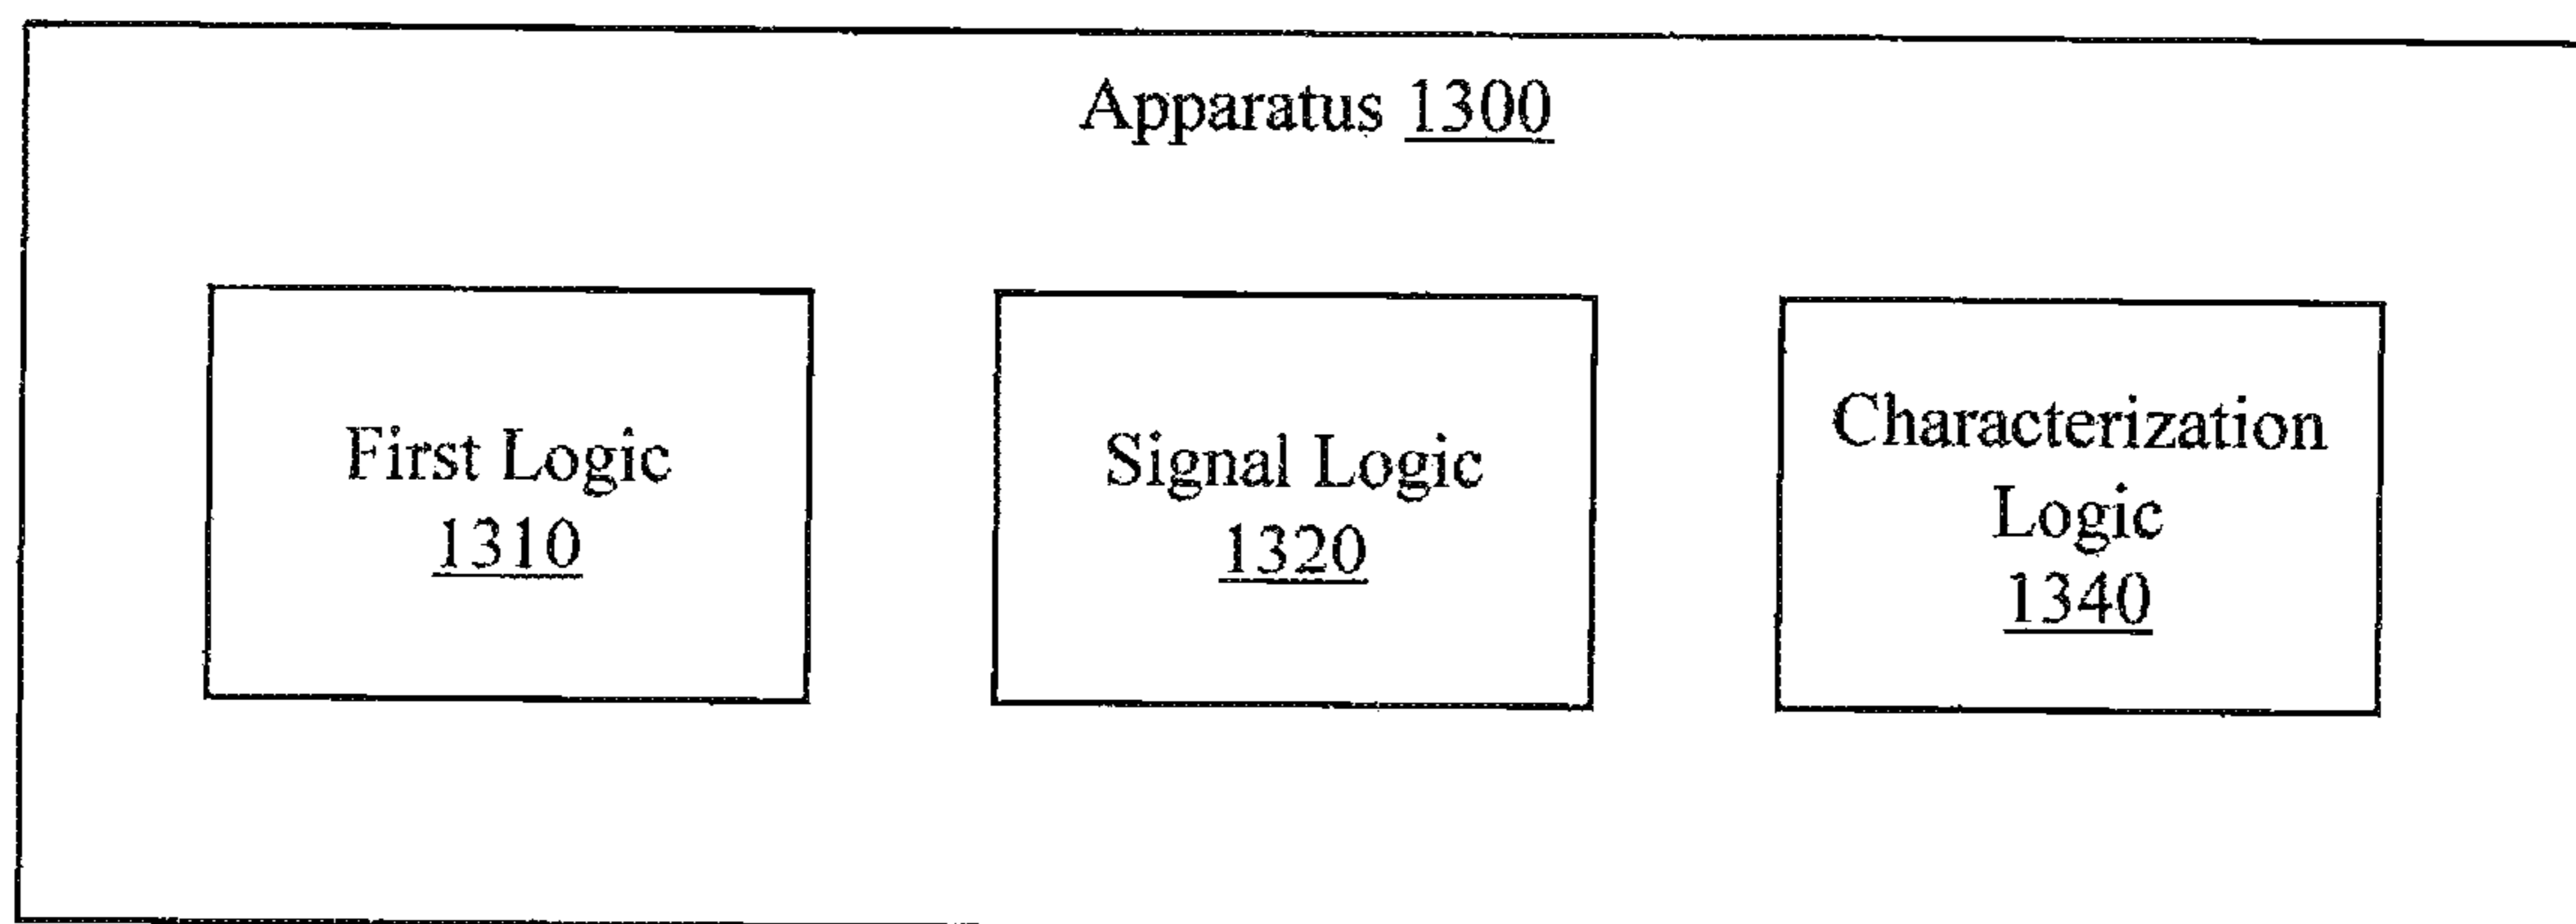 Apparatus 1300
First Logic
1310
Signal Logic
1320
Characterization
Logic
1340